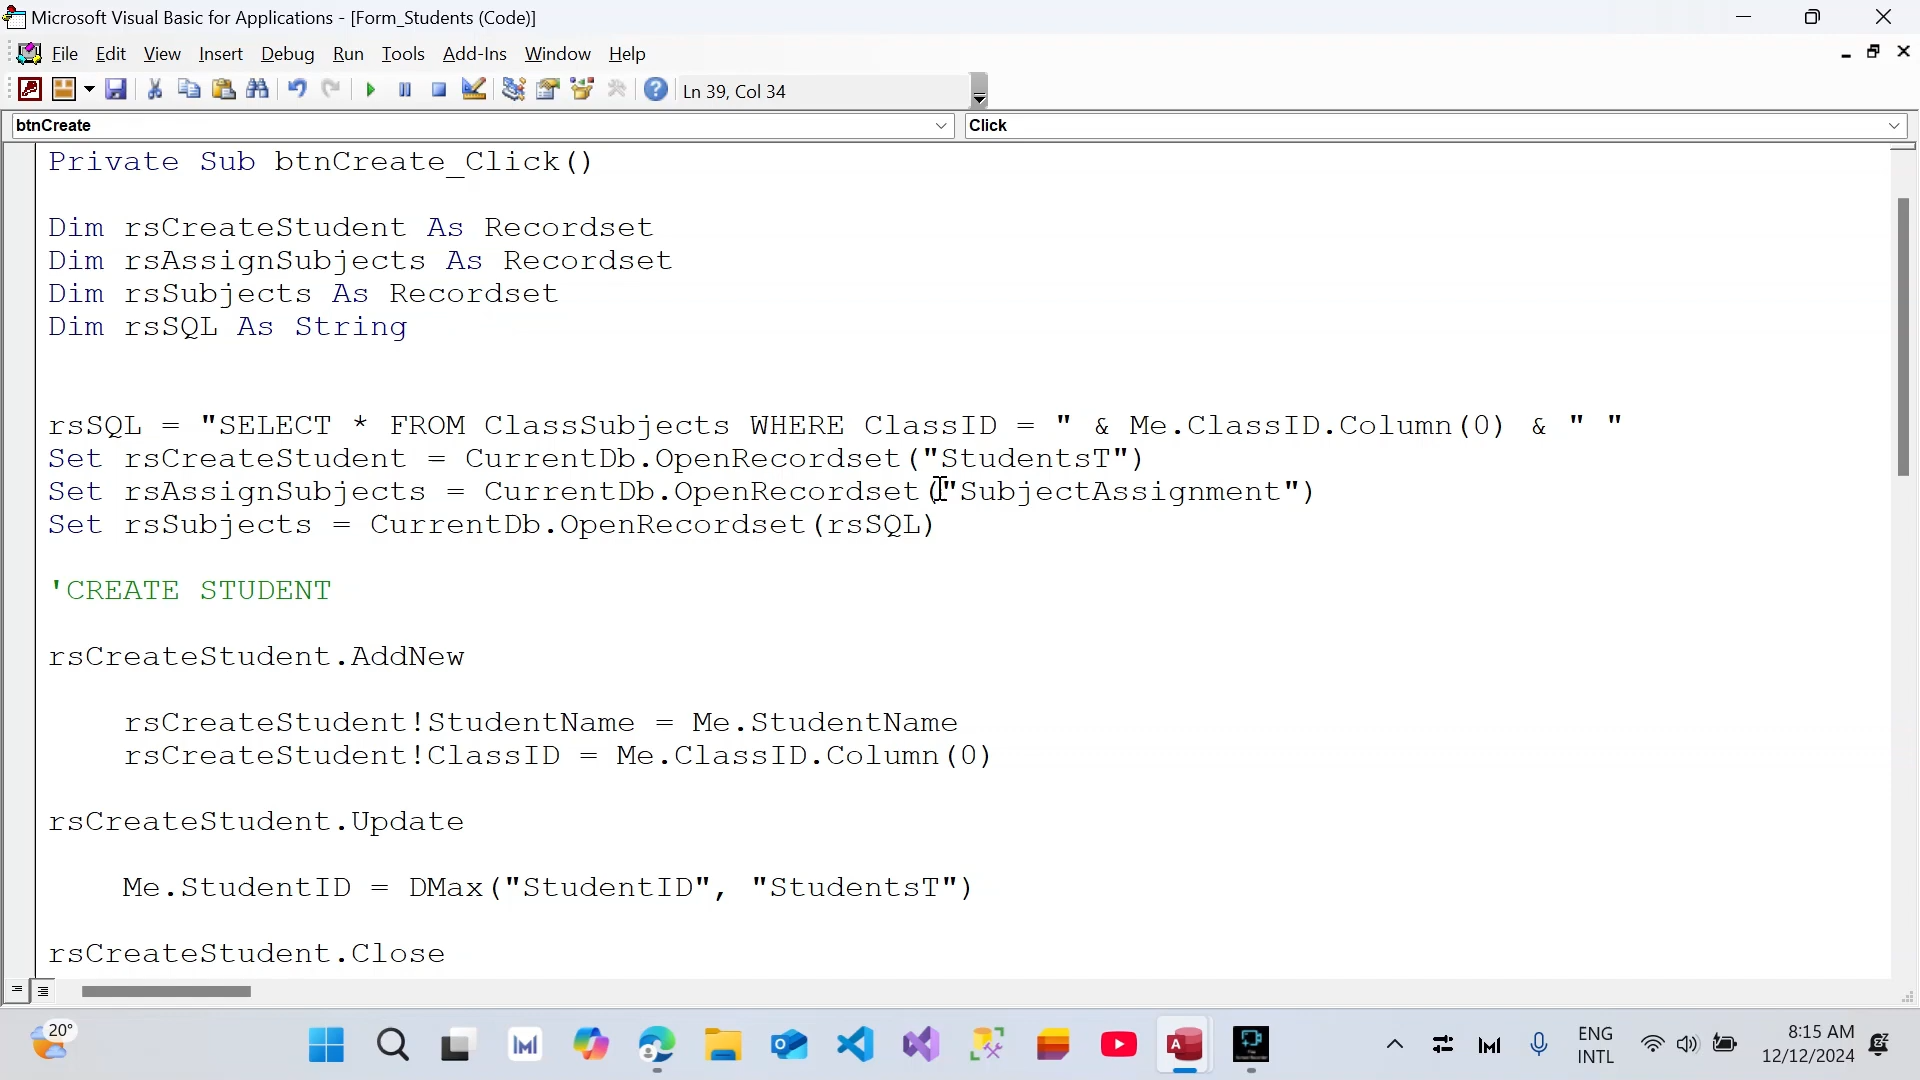 Microsoft Visual Basic for Applications - [Form_Students (Code)]
File Edit View Insert Debug Run Tools Add-Ins Window Help
Ln 39, Col 34
btnCreate
Click
Private Sub btnCreate_Click()
Dim rsCreateStudent As Recordset
Dim rsAssignSubjects As Recordset
Dim rsSubjects As Recordset
Dim rsSQL As String
rsSQL = "SELECT * FROM ClassSubjects WHERE ClassID = " & Me.ClassID.Column(0) & " "
Set rsCreateStudent = CurrentDb.OpenRecordset("StudentsT")
Set rsAssignSubjects = CurrentDb.OpenRecordset("SubjectAssignment")
Set rsSubjects = CurrentDb.OpenRecordset(rsSQL)
'CREATE STUDENT
rsCreateStudent.AddNew
rsCreateStudent!StudentName = Me.StudentName
rsCreateStudent!ClassID = Me.ClassID.Column(0)
rsCreateStudent.Update
Me.StudentID = DMax("StudentID", "StudentsT")
rsCreateStudent.Close
20°
ENG
INTL
8:15 AM
12/12/2024